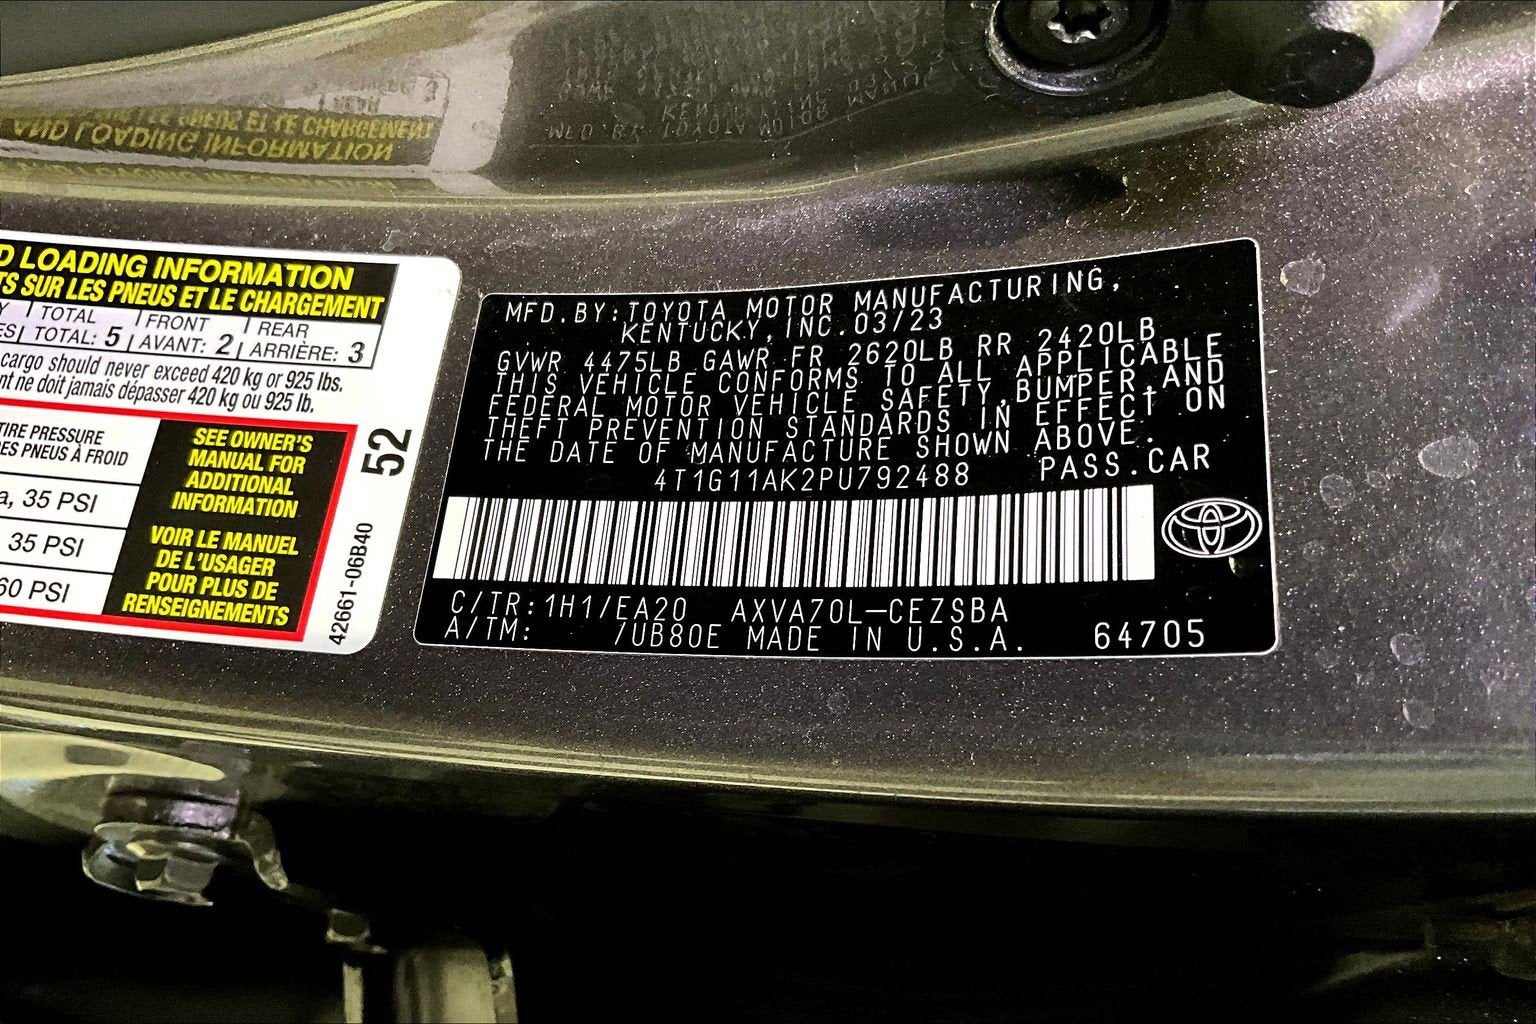 D LOADING INFORMATION
TS SUR LES PNEUS ET LE CHARGEMENT
Y TOTAL FRONT REAR
ES TOTAL: 5 AVANT: 2 ARRIÈRE: 3
cargo should never exceed 420 kg or 925 lbs.
nt ne doit jamais dépasser 420 kg ou 925 lb.
TIRE PRESSURE
ES PNEUS À FROID
a, 35 PSI
35 PSI
60 PSI
SEE OWNER'S
MANUAL FOR
ADDITIONAL
INFORMATION
VOIR LE MANUEL
DE L'USAGER
POUR PLUS DE
RENSEIGNEMENTS
52
42661-06B40
MFD.BY:TOYOTA MOTOR MANUFACTURING,
KENTUCKY,INC.03/23
GVWR 4475LB GAWR FR 2620LB RR 2420LB
THIS VEHICLE CONFORMS TO ALL APPLICABLE
FEDERAL MOTOR VEHICLE SAFETY,BUMPER,AND
THEFT PREVENTION STANDARDS IN EFFECT ON
THE DATE OF MANUFACTURE SHOWN ABOVE.
4T1G11AK2PU792488 PASS.CAR
C/TR:1H1/EA20 AXVA70L-CEZSBA
A/TM: /UB80E MADE IN U.S.A. 64705